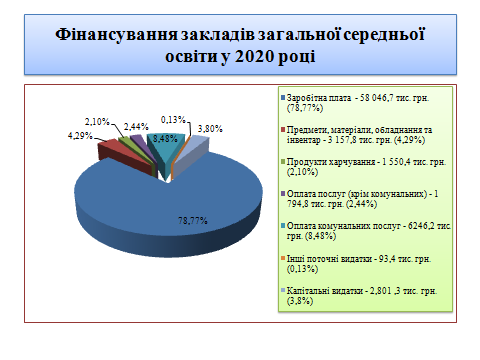 Фінансування закладів загальної середньої
освіти у 2020 році
0,13%
2,44%
2,10%
8,48%
3,80%
4,29%
78,77%
Заробітна плата - 58 046,7 тис. грн.
(78,77%)
Предмети, матеріали, обладнання та
інвентар - 3 157,8 тис. грн. (4,29%)
Продукти харчування - 1 550,4 тис. грн.
(2,10%)
Оплата послуг (крім комунальних) - 1
794,8 тис. грн. (2,44%)
Оплата комунальних послуг - 6246,2 тис.
грн. (8,48%)
Інші поточні видатки - 93,4 тис. грн.
(0,13%)
Капітальні видатки - 2,801 ,3 тис. грн.
(3,8%)